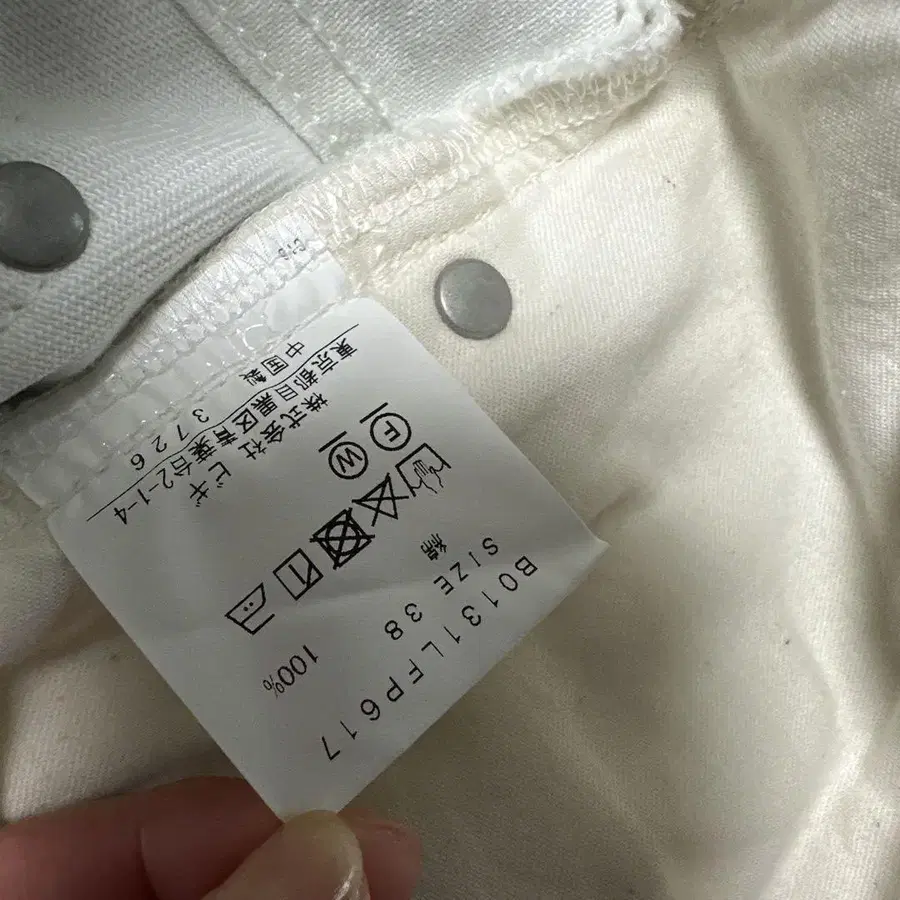 B0131LFP617
SIZE 38
綿 100%
F W
株式会社 ビギ
東京都目黒区青葉台2-1-4
中国製 3726